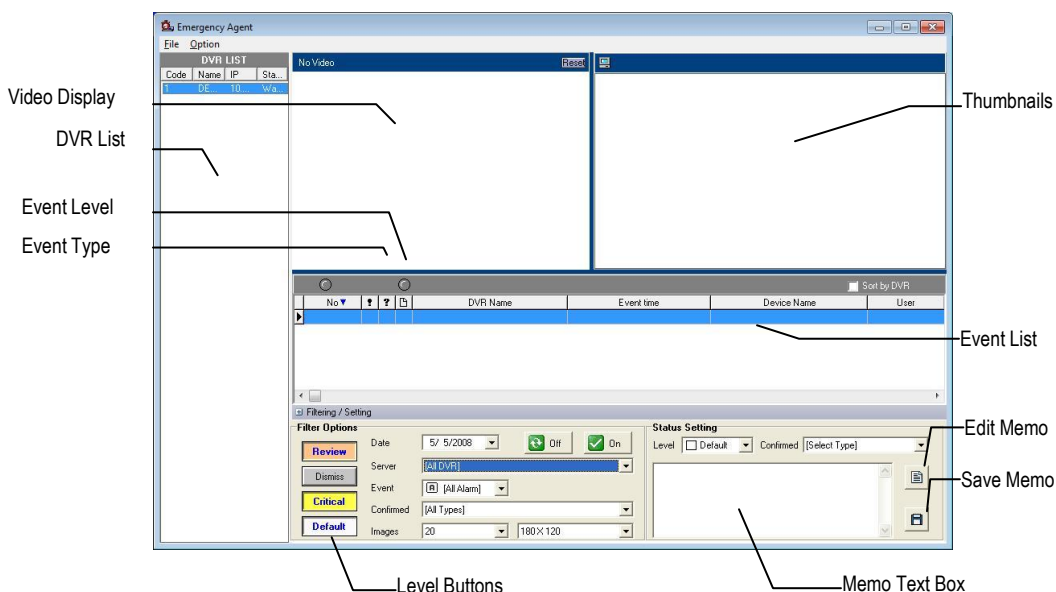 Emergency Agent
File Option
DVR LIST
Code Name IP Sta...
1 DE... 10.... Wa...
No Video Reset
Video Display
DVR List
Event Level
Event Type
Thumbnails
Sort by DVR
No ! ? DVR Name Event time Device Name User
Event List
Filtering / Setting
Filter Options
Review
Dismiss
Critical
Default
Date 5/ 5/2008 Off On
Server [All DVR]
Event A [All Alarm]
Confirmed [All Types]
Images 20 180×120
Status Setting
Level Default Confirmed [Select Type]
Edit Memo
Save Memo
Level Buttons
Memo Text Box